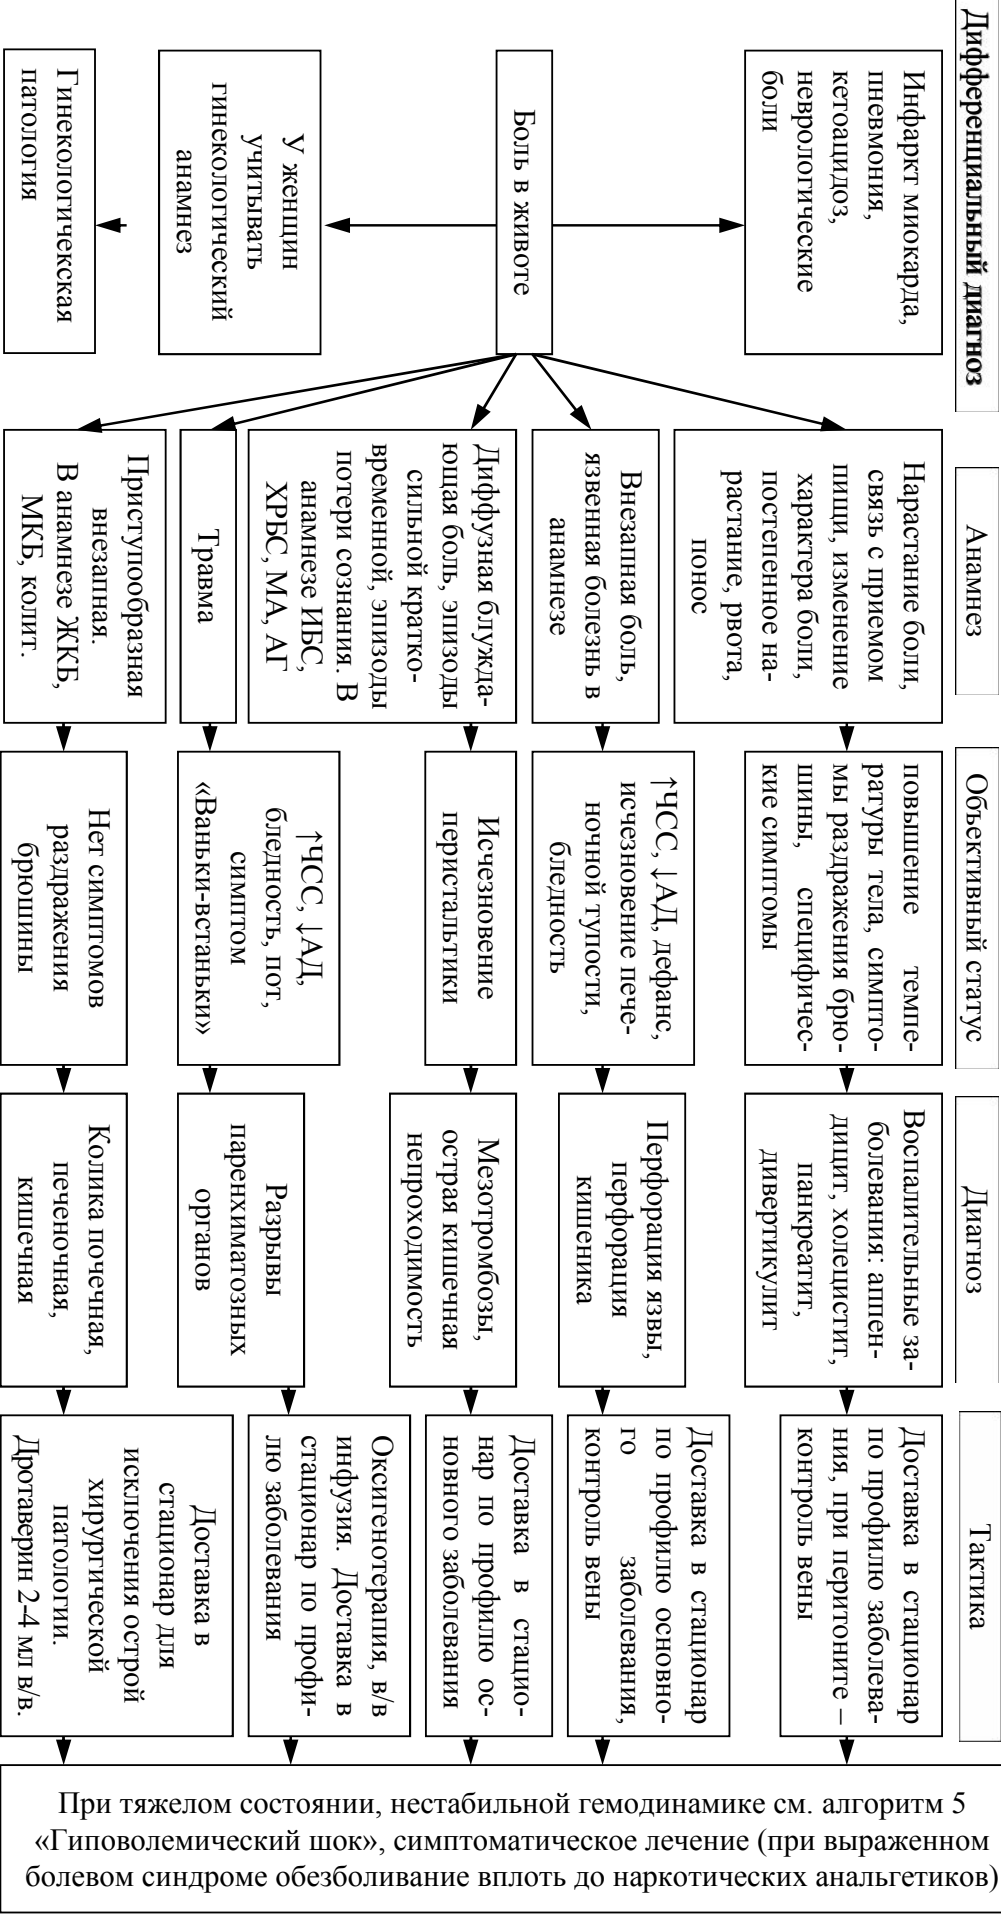 Дифференциальный диагноз
Анамнез
Объективный статус
Диагноз
Тактика
Инфаркт миокарда,
пневмония,
кетоацидоз,
неврологические
боли
Боль в животе
У женщин
учитывать
гинекологический
анамнез
Гинекологичекская
патология
Нарастание боли,
связь с приемом
пищи, изменение
характера боли,
постепенное на-
растание, рвота,
понос
повышение темпе-
ратуры тела, симпто-
мы раздражения брю-
шины, специфичес-
кие симптомы
Воспалительные за-
болевания: аппен-
дицит, холецистит,
панкреатит,
дивертикулит
Доставка в стационар
по профилю заболева-
ния, при перитоните –
контроль вены
Внезапная боль,
язвенная болезнь в
анамнезе
↑ЧСС, ↓АД, дефанс,
исчезновение пече-
ночной тупости,
бледность
Перфорация язвы,
перфорация
кишеника
Доставка в стационар
по профилю основно-
го заболевания,
контроль вены
Диффузная блужда-
ющая боль, эпизоды
сильной кратко-
временной, эпизоды
потери сознания. В
анамнезе ИБС,
ХРБС, МА, АГ
Исчезновение
перистальтики
Мезотромбозы,
острая кишечная
непроходимость
Доставка в стацио-
нар по профилю ос-
новного заболевания
Травма
↑ЧСС, ↓АД,
бледность, пот,
симптом
«Ваньки-встаньки»
Разрывы
паренхиматозных
органов
Оксигенотерапия, в/в
инфузия. Доставка в
стационар по профи-
лю заболевания
Приступообразная
внезапная.
В анамнезе ЖКБ,
МКБ, колит.
Нет симптомов
раздражения
брюшины
Колика почечная,
печеночная,
кишечная
Доставка в
стационар для
исключения острой
хирургической
патологии.
Дротаверин 2-4 мл в/в.
При тяжелом состоянии, нестабильной гемодинамике см. алгоритм 5
«Гиповолемический шок», симптоматическое лечение (при выраженном
болевом синдроме обезболивание вплоть до наркотических анальгетиков)